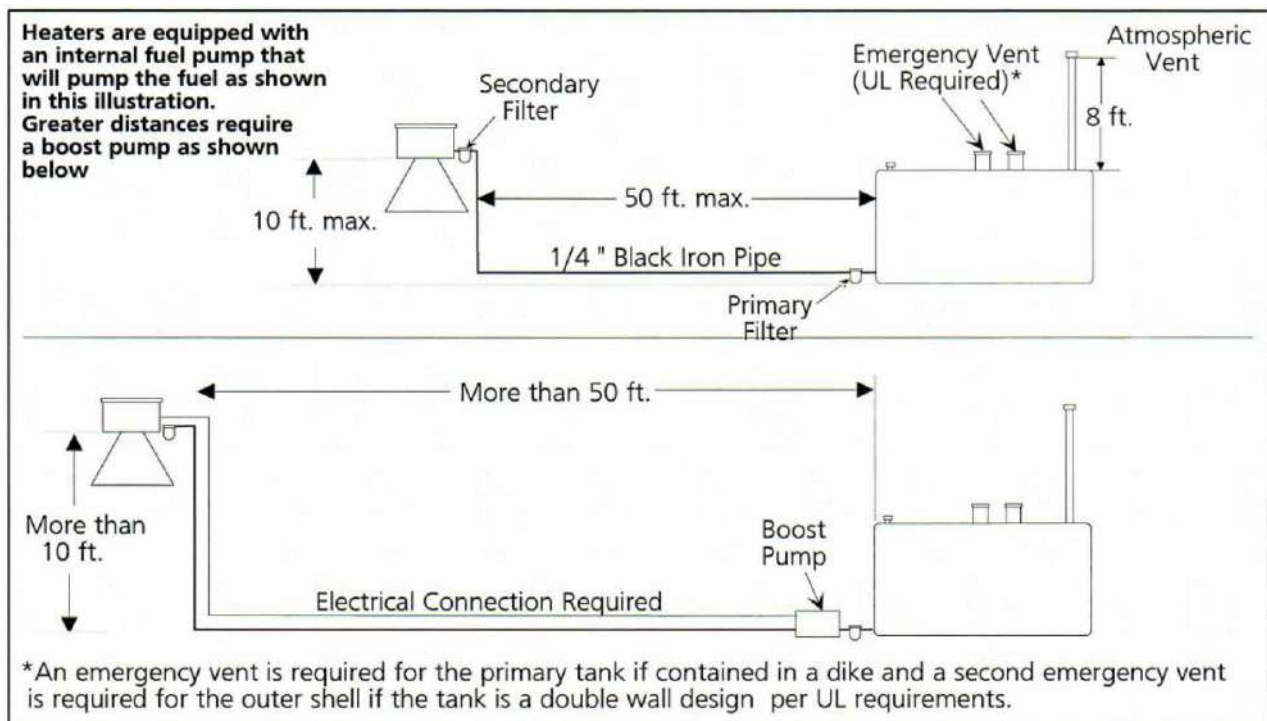 Heaters are equipped with
an internal fuel pump that
will pump the fuel as shown
in this illustration.
Greater distances require
a boost pump as shown
below
Secondary
Filter
Emergency Vent
(UL Required)*
Atmospheric
Vent
8 ft.
10 ft. max.
50 ft. max.
1/4 " Black Iron Pipe
Primary
Filter
More than 50 ft.
More than
10 ft.
Boost
Pump
Electrical Connection Required
*An emergency vent is required for the primary tank if contained in a dike and a second emergency vent
is required for the outer shell if the tank is a double wall design per UL requirements.